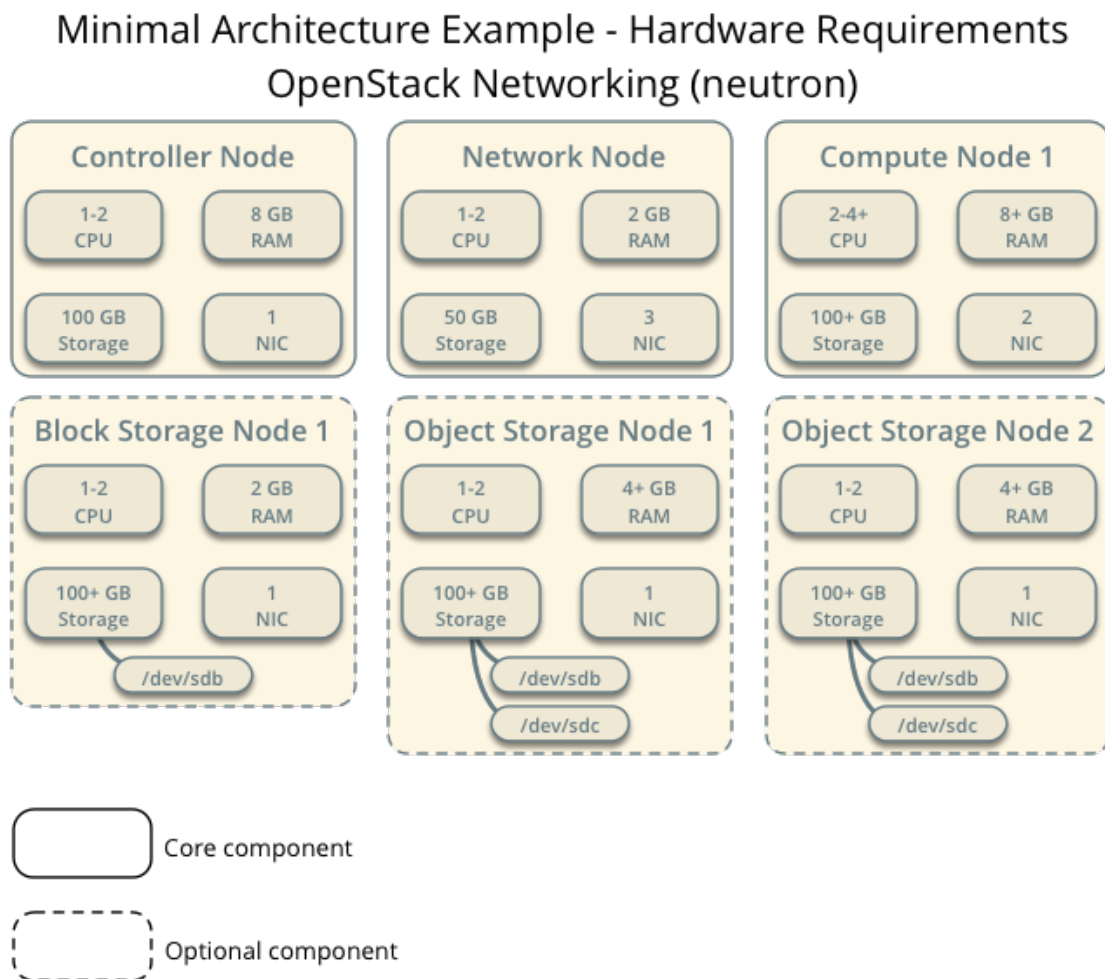 Minimal Architecture Example - Hardware Requirements
OpenStack Networking (neutron)
Controller Node
1-2
CPU
8 GB
RAM
100 GB
Storage
1
NIC
Network Node
1-2
CPU
2 GB
RAM
50 GB
Storage
3
NIC
Compute Node 1
2-4+
CPU
8+ GB
RAM
100+ GB
Storage
2
NIC
Block Storage Node 1
1-2
CPU
2 GB
RAM
100+ GB
Storage
1
NIC
/dev/sdb
Object Storage Node 1
1-2
CPU
4+ GB
RAM
100+ GB
Storage
1
NIC
/dev/sdb
/dev/sdc
Object Storage Node 2
1-2
CPU
4+ GB
RAM
100+ GB
Storage
1
NIC
/dev/sdb
/dev/sdc
Core component
Optional component